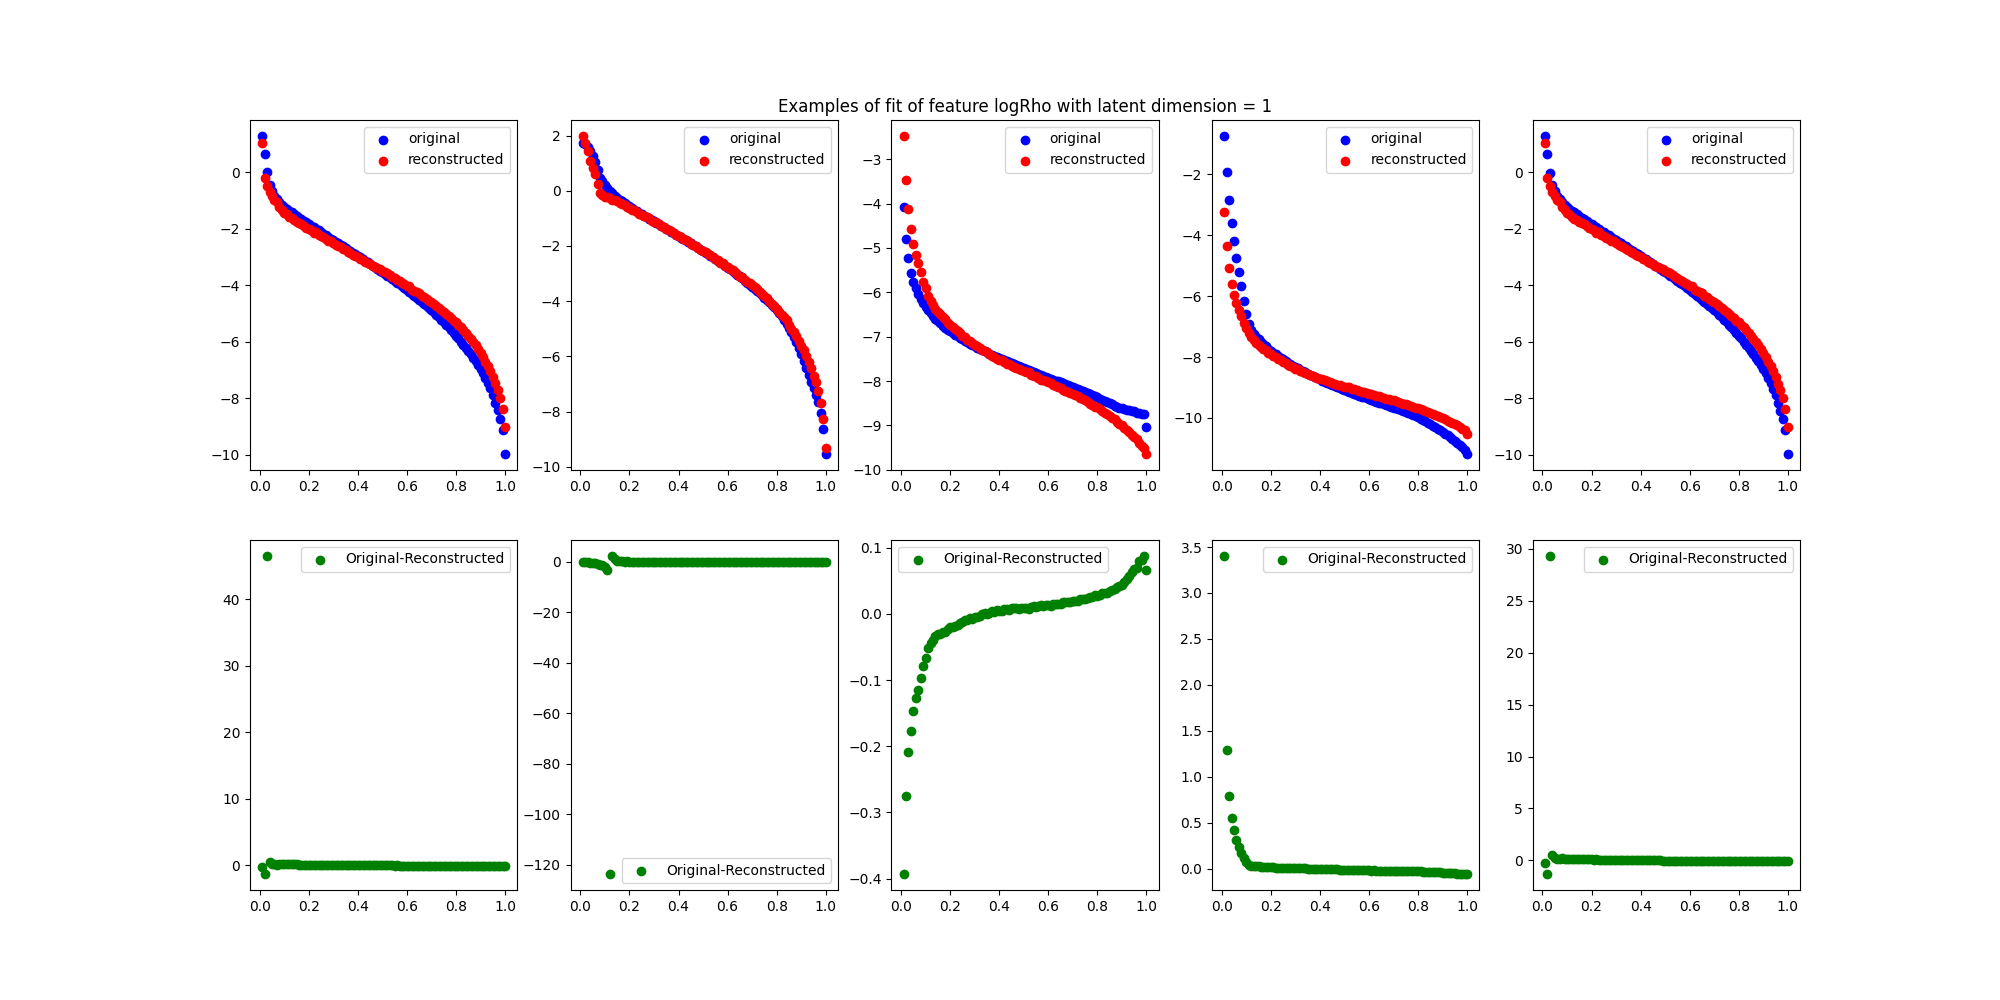 Examples of fit of feature logRho with latent dimension = 1
original
reconstructed
0
−2
−4
−6
−8
−10
0.0 0.2 0.4 0.6 0.8 1.0
original
reconstructed
2
0
−2
−4
−6
−8
−10
0.0 0.2 0.4 0.6 0.8 1.0
original
reconstructed
−3
−4
−5
−6
−7
−8
−9
−10
0.0 0.2 0.4 0.6 0.8 1.0
original
reconstructed
−2
−4
−6
−8
−10
0.0 0.2 0.4 0.6 0.8 1.0
original
reconstructed
0
−2
−4
−6
−8
−10
0.0 0.2 0.4 0.6 0.8 1.0
Original-Reconstructed
40
30
20
10
0
0.0 0.2 0.4 0.6 0.8 1.0
0
−20
−40
−60
−80
−100
−120
Original-Reconstructed
0.0 0.2 0.4 0.6 0.8 1.0
0.1
Original-Reconstructed
0.0
−0.1
−0.2
−0.3
−0.4
0.0 0.2 0.4 0.6 0.8 1.0
3.5
Original-Reconstructed
3.0
2.5
2.0
1.5
1.0
0.5
0.0
0.0 0.2 0.4 0.6 0.8 1.0
30
Original-Reconstructed
25
20
15
10
5
0
0.0 0.2 0.4 0.6 0.8 1.0